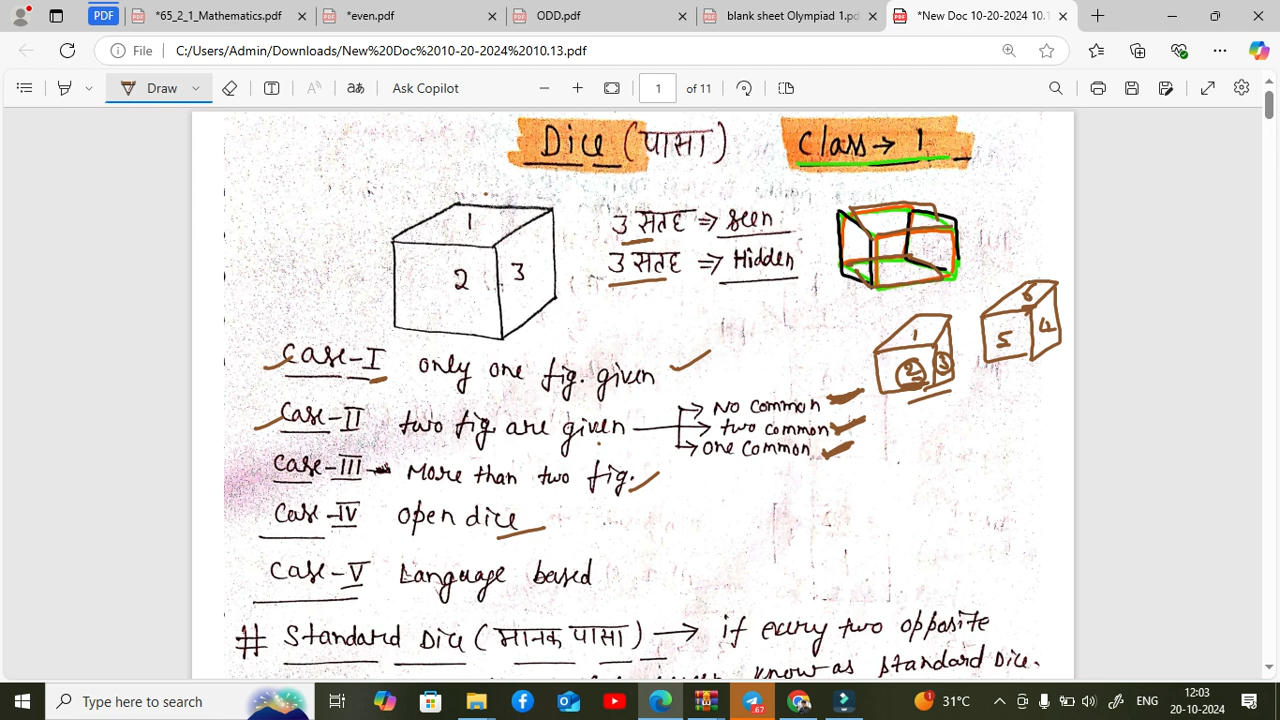 PDF
*65_2_I_Mathematics.pdf
*even.pdf
ODD.pdf
blank sheet Olympiad 1.pd
*New Doc 10-20-2024 10.1
File
C:/Users/Admin/Downloads/New%20Doc%2010-20-2024%2010.13.pdf
Draw
Ask Copilot
1 of 11
Dice (पासा) Class → 1
1
2
3
3 सतह ⇒ seen
3 सतह ⇒ Hidden
1
2
3
6
5
4
Case-I only one fig. given
Case-II two fig are given
No common
two common
One Common
Case-III- More than two fig.
Case-IV open dice
Case-V Language based
# Standard Dice (मानक पासा) → if every two opposite
know as standard Dice.
Type here to search
67
1
31°C
ENG
12:03
20-10-2024